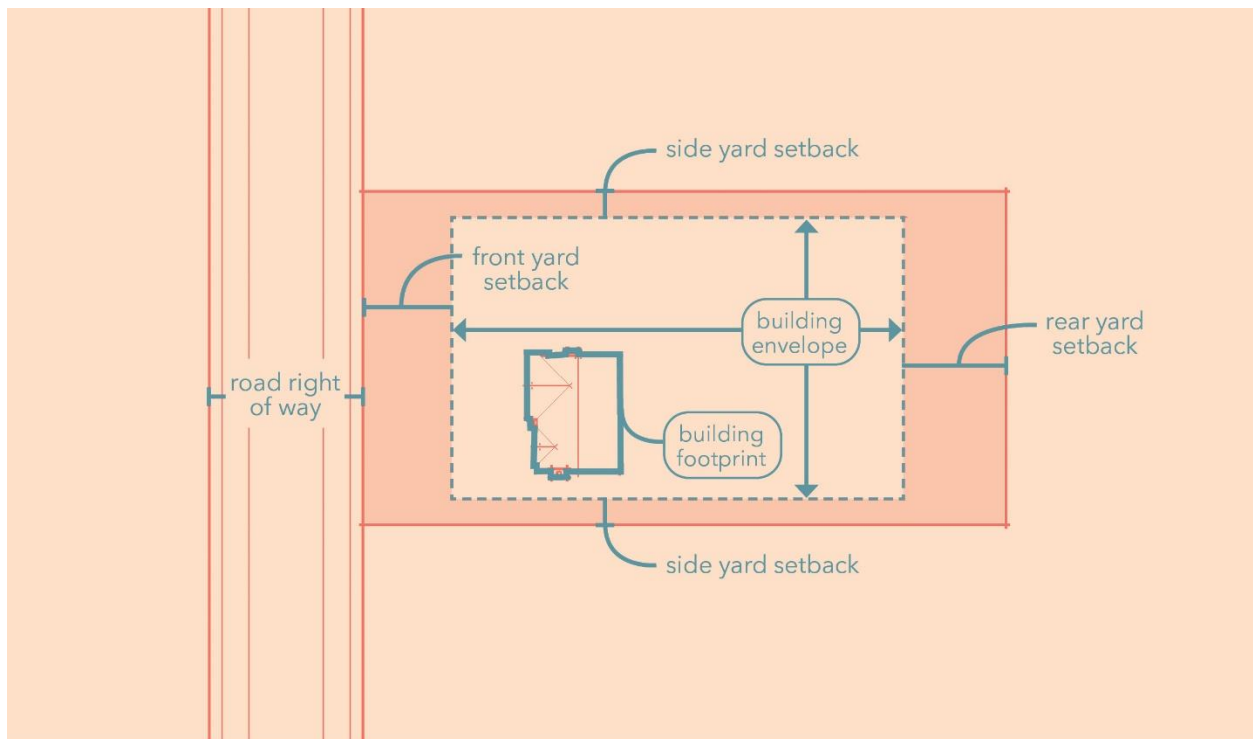 side yard setback
front yard
setback
building
envelope
rear yard
setback
road right
of way
building
footprint
side yard setback